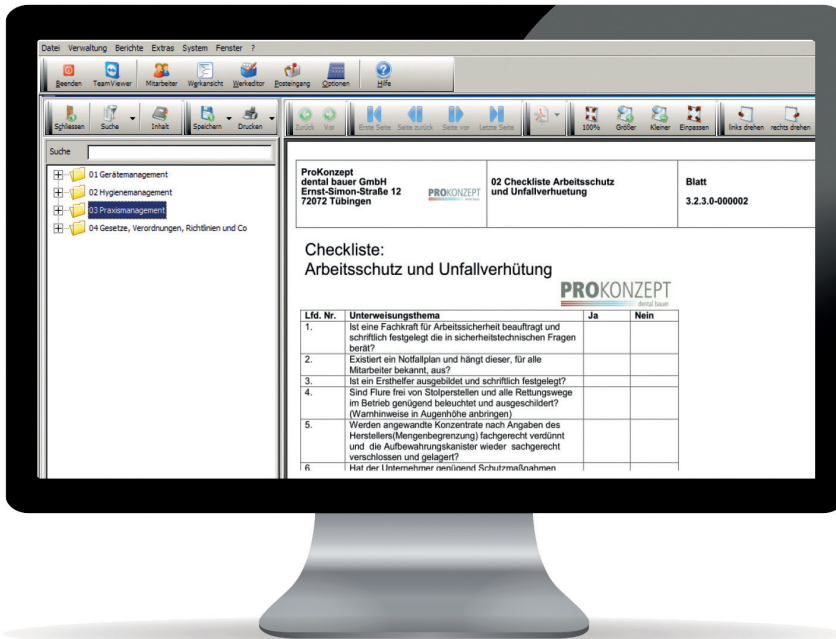 Datei Verwaltung Berichte Extras System Fenster ?
Beenden TeamViewer Mitarbeiter Werkansicht Werkeditor Posteingang Optionen Hilfe
Schliessen Suche Inhalt Speichern Drucken Zurück Vor Erste Seite Seite zurück Seite vor Letzte Seite 100% Größer Kleiner Einpassen links drehen rechts drehen
Suche
01 Gerätemanagement
02 Hygienemanagement
03 Praxismanagement
04 Gesetze, Verordnungen, Richtlinien und Co
ProKonzept
dental bauer GmbH
Ernst-Simon-Straße 12
72072 Tübingen
PROKONZEPT
dental bauer
02 Checkliste Arbeitsschutz
und Unfallverhuetung
Blatt
3.2.3.0-000002
Checkliste:
Arbeitsschutz und Unfallverhütung
PROKONZEPT
dental bauer
Lfd. Nr. Unterweisungsthema Ja Nein
1. Ist eine Fachkraft für Arbeitssicherheit beauftragt und
schriftlich festgelegt die in sicherheitstechnischen Fragen
berät?
2. Existiert ein Notfallplan und hängt dieser, für alle
Mitarbeiter bekannt, aus?
3. Ist ein Ersthelfer ausgebildet und schriftlich festgelegt?
4. Sind Flure frei von Stolperstellen und alle Rettungswege
im Betrieb genügend beleuchtet und ausgeschildert?
(Warnhinweise in Augenhöhe anbringen)
5. Werden angewandte Konzentrate nach Angaben des
Herstellers(Mengenbegrenzung) fachgerecht verdünnt
und die Aufbewahrungskanister wieder sachgerecht
verschlossen und gelagert?
6 Hat der Unternehmer genügend Schutzmaßnahmen